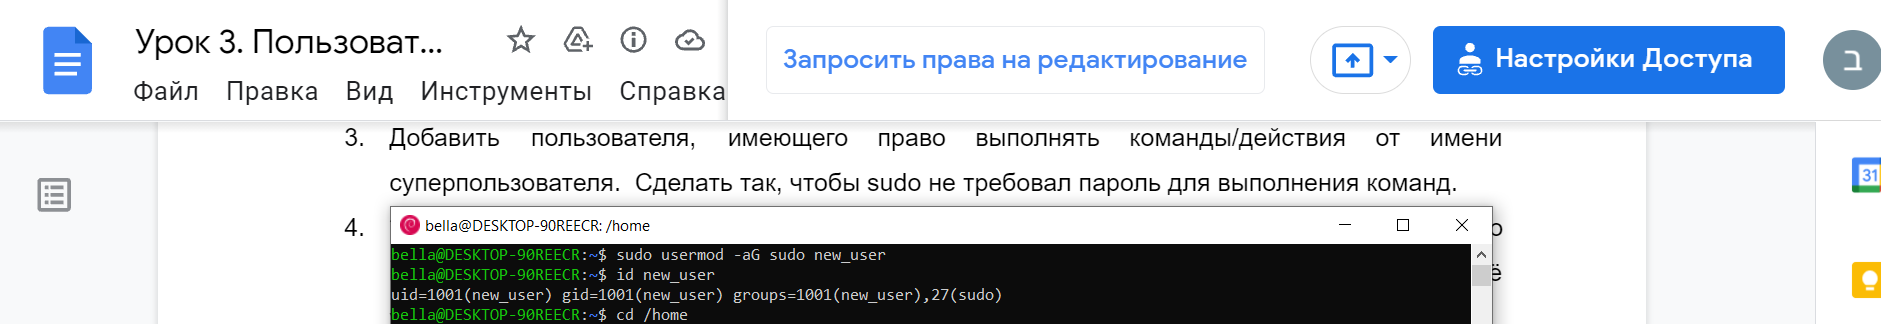 Урок 3. Пользоват...
Файл Правка Вид Инструменты Справка
Запросить права на редактирование
Настройки Доступа
ב
3. Добавить пользователя, имеющего право выполнять команды/действия от имени
суперпользователя. Сделать так, чтобы sudo не требовал пароль для выполнения команд.
4.
bella@DESKTOP-90REECR: /home
bella@DESKTOP-90REECR:~$ sudo usermod -aG sudo new_user
bella@DESKTOP-90REECR:~$ id new_user
uid=1001(new_user) gid=1001(new_user) groups=1001(new_user),27(sudo)
bella@DESKTOP-90REECR:~$ cd /home
31